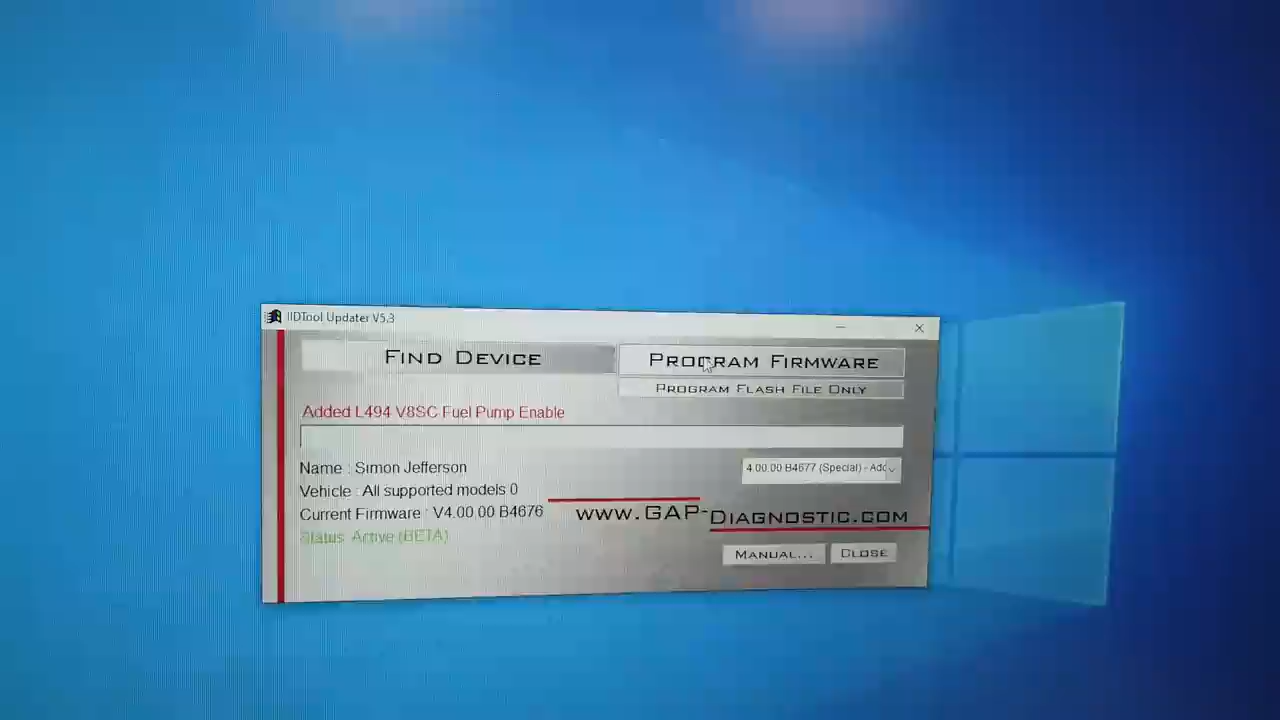 IIDTool Updater V5.3
FIND DEVICE
PROGRAM FIRMWARE
PROGRAM FLASH FILE ONLY
Added L494 V8SC Fuel Pump Enable
Name : Simon Jefferson
4.00.00 B4677 (Special) - Adc
Vehicle : All supported models 0
Current Firmware : V4.00.00 B4676
www.GAP-DIAGNOSTIC.COM
Status: Active (BETA)
MANUAL...
CLOSE